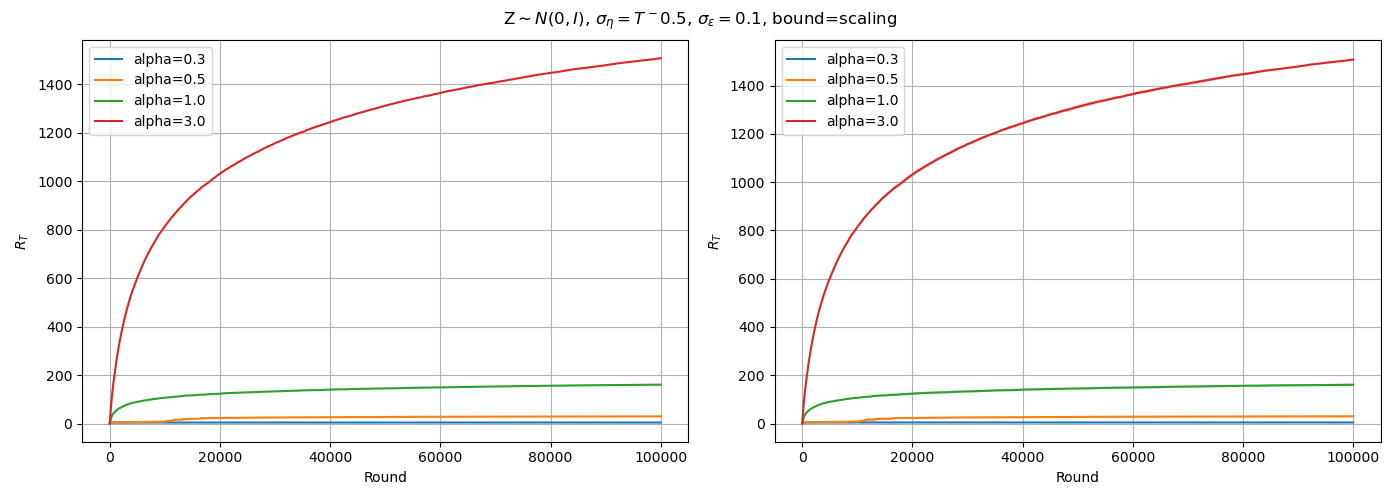 Z ∼ N(0, I), σ_η = T⁻0.5, σ_ε = 0.1, bound=scaling
alpha=0.3
alpha=0.5
alpha=1.0
alpha=3.0
1400
1200
1000
800
600
400
200
0
R_T
0 20000 40000 60000 80000 100000
Round
alpha=0.3
alpha=0.5
alpha=1.0
alpha=3.0
1400
1200
1000
800
600
400
200
0
R_T
0 20000 40000 60000 80000 100000
Round